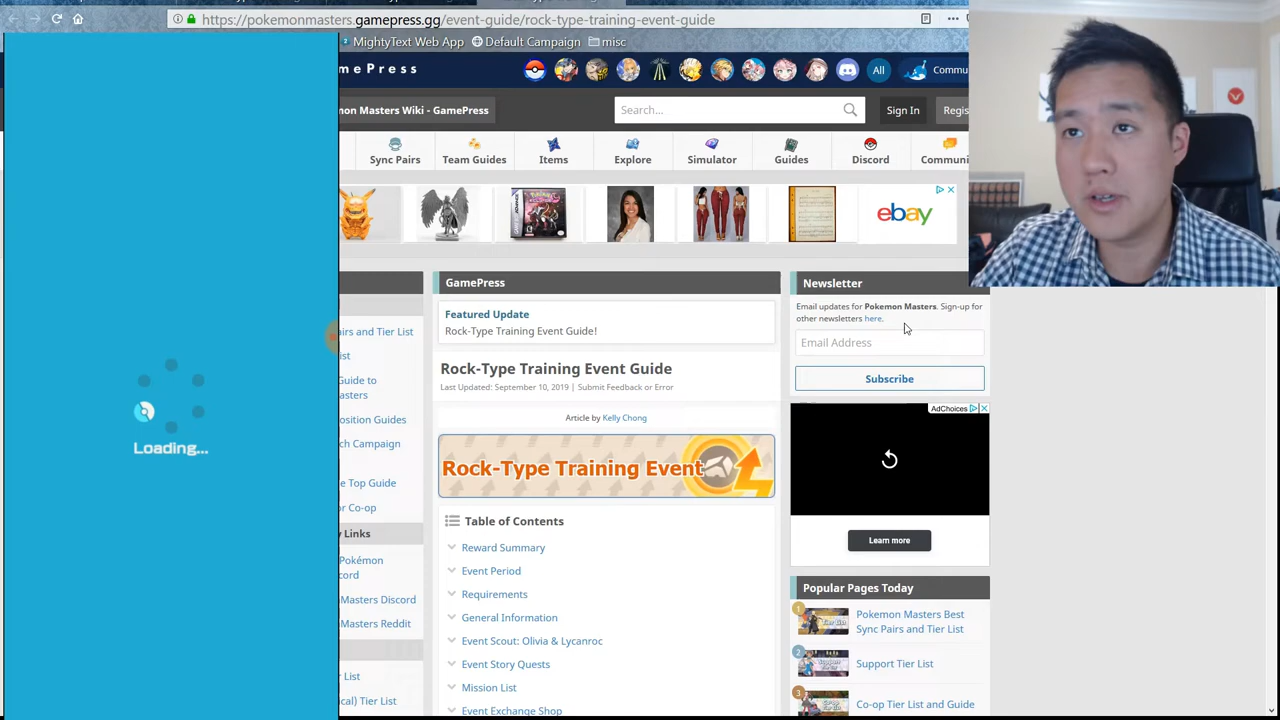 https://pokemonmasters.gamepress.gg/event-guide/rock-type-training-event-guide
MightyText Web App
Default Campaign
misc
mePress
All
Commu
on Masters Wiki - GamePress
Search...
Sign In
Regis
Sync Pairs
Team Guides
Items
Explore
Simulator
Guides
Discord
Communi
ebay
GamePress
Featured Update
Rock-Type Training Event Guide!
Rock-Type Training Event Guide
Last Updated: September 10, 2019 | Submit Feedback or Error
Article by Kelly Chong
Rock-Type Training Event
Table of Contents
Reward Summary
Event Period
Requirements
General Information
Event Scout: Olivia & Lycanroc
Event Story Quests
Mission List
Event Exchange Shop
Newsletter
Email updates for Pokemon Masters. Sign-up for
other newsletters here.
Email Address
Subscribe
AdChoices
Learn more
Popular Pages Today
1
Pokemon Masters Best
Sync Pairs and Tier List
2
Support Tier List
3
Co-op Tier List and Guide
airs and Tier List
ist
Guide to
asters
osition Guides
ch Campaign
e Top Guide
or Co-op
y Links
Pokémon
cord
Masters Discord
Masters Reddit
r List
ical) Tier List
Loading...